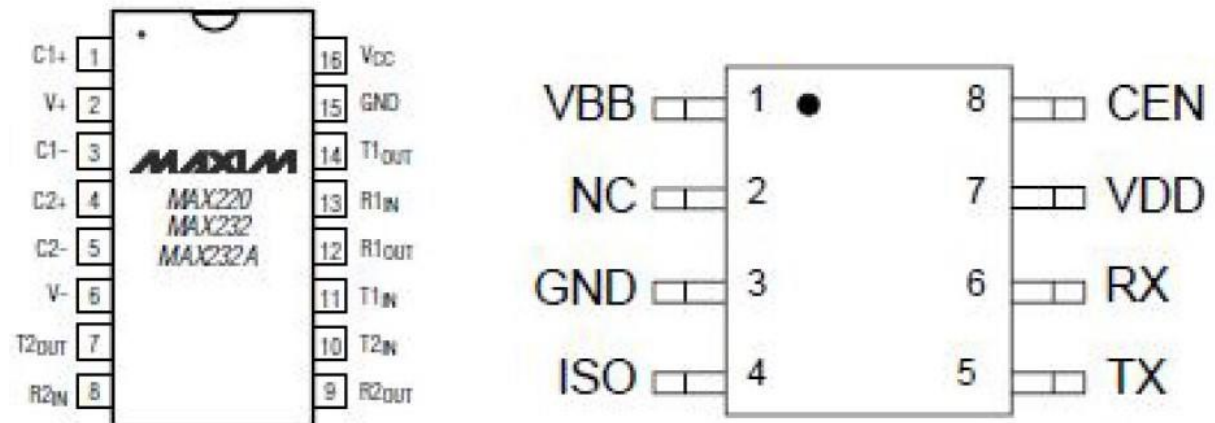 C1+ 1 16 VCC
V+ 2 15 GND
C1- 3 14 T1OUT
C2+ 4 13 R1IN
C2- 5 12 R1OUT
V- 6 11 T1IN
T2OUT 7 10 T2IN
R2IN 8 9 R2OUT
MAXIM
MAX220
MAX232
MAX232A
VBB 1 8 CEN
NC 2 7 VDD
GND 3 6 RX
ISO 4 5 TX